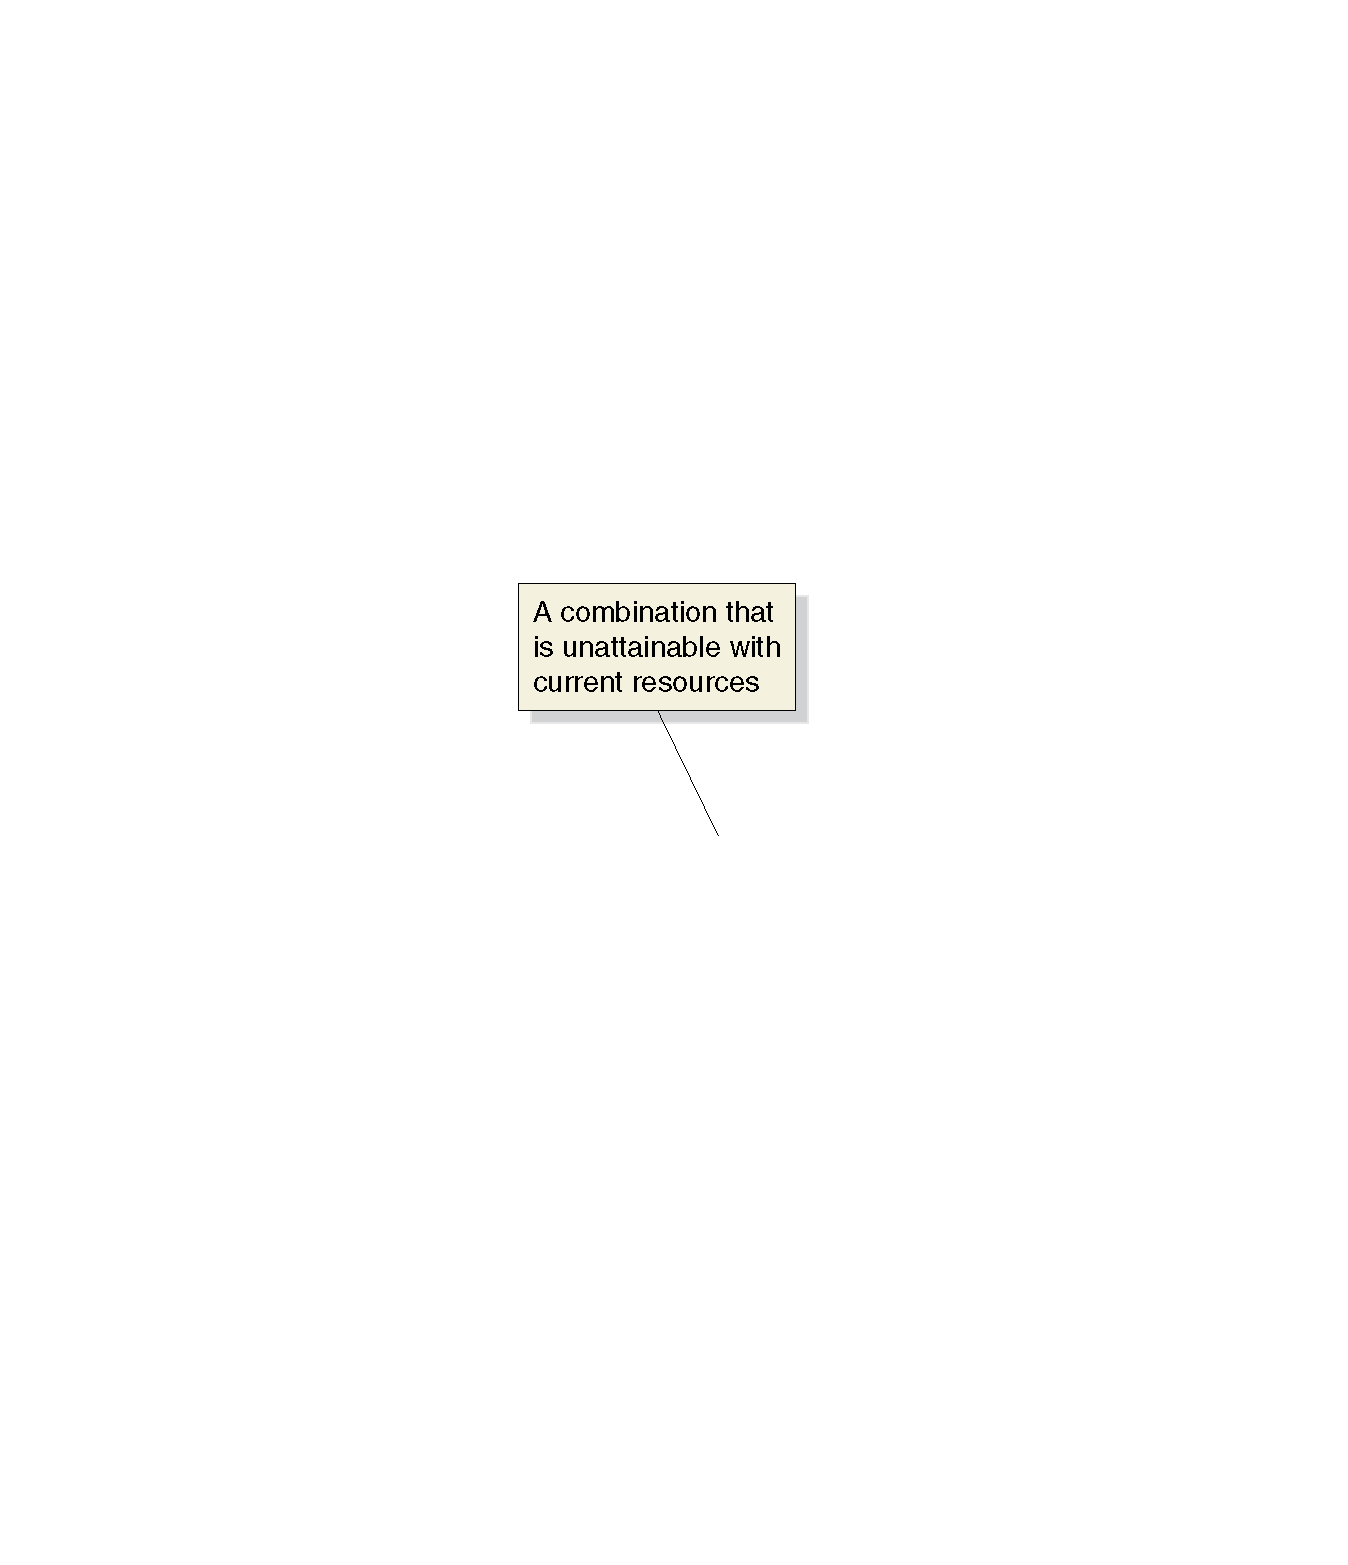 A combination that
is unattainable with
current resources